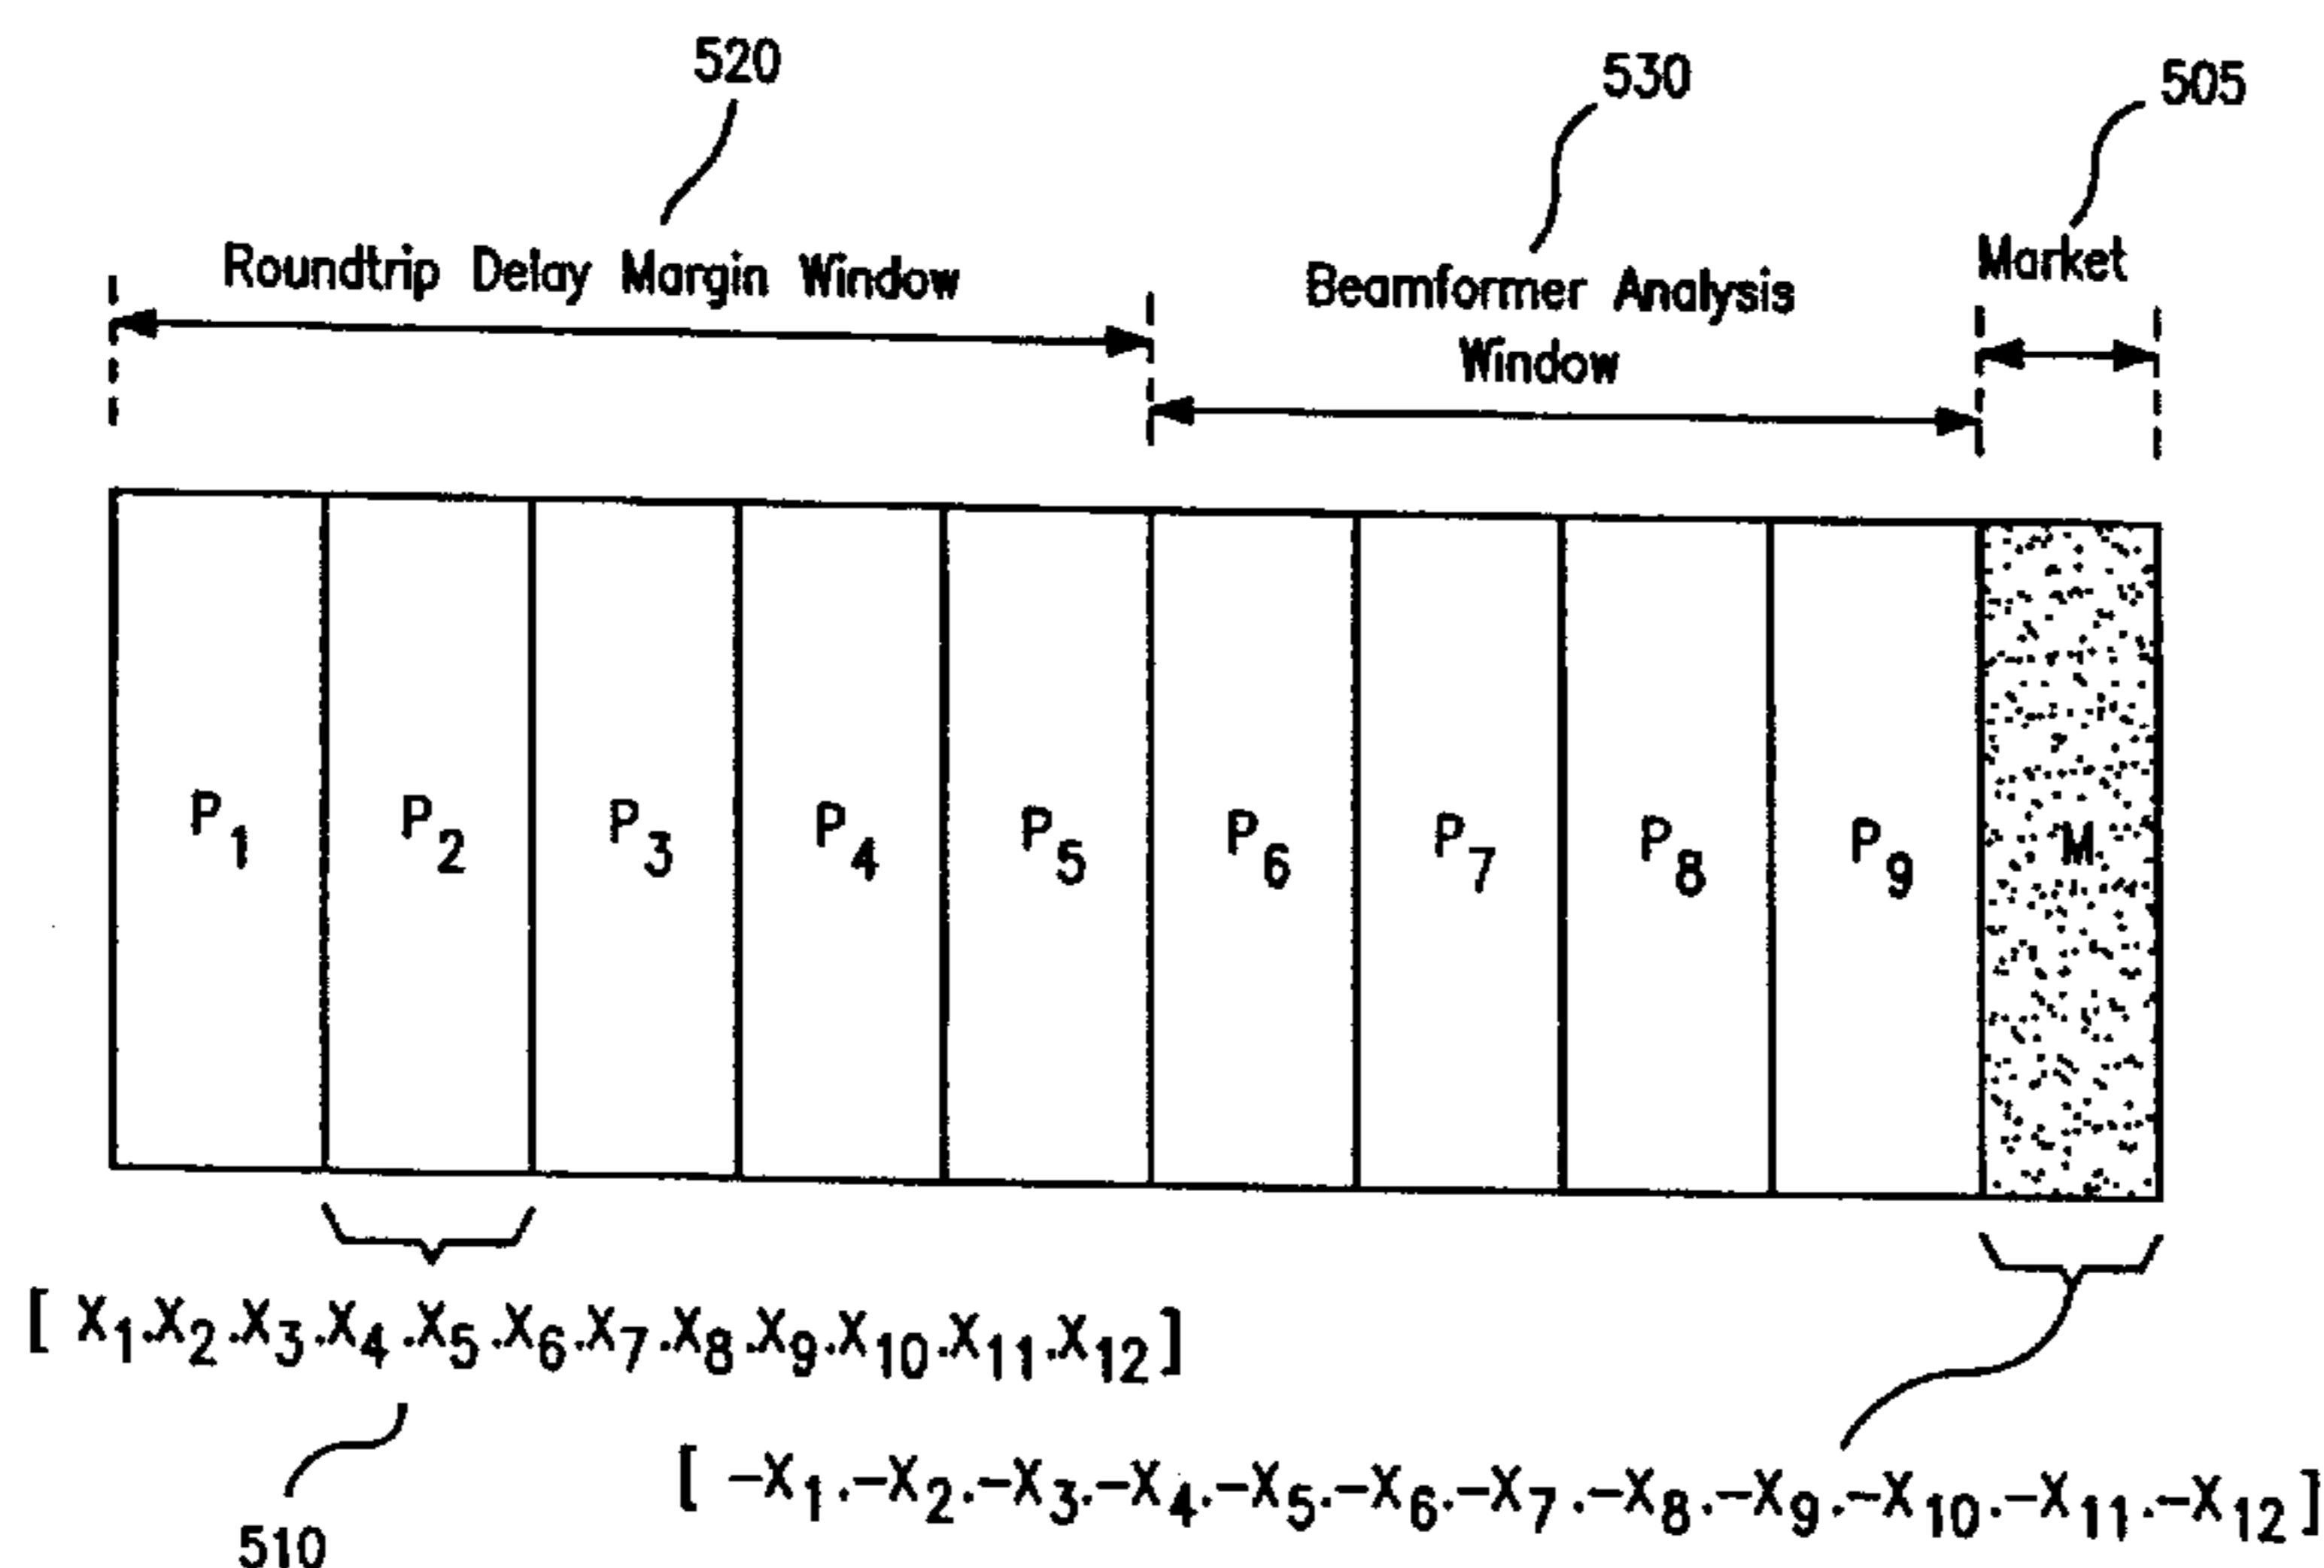 520
530
505
Roundtrip Delay Margin Window
Beamformer Analysis
Window
Market
P1 P2 P3 P4 P5 P6 P7 P8 P9 M
[ X1.X2.X3.X4.X5.X6.X7.X8.X9.X10.X11.X12 ]
[ -X1.-X2.-X3.-X4.-X5.-X6.-X7.-X8.-X9.-X10.-X11.-X12 ]
510